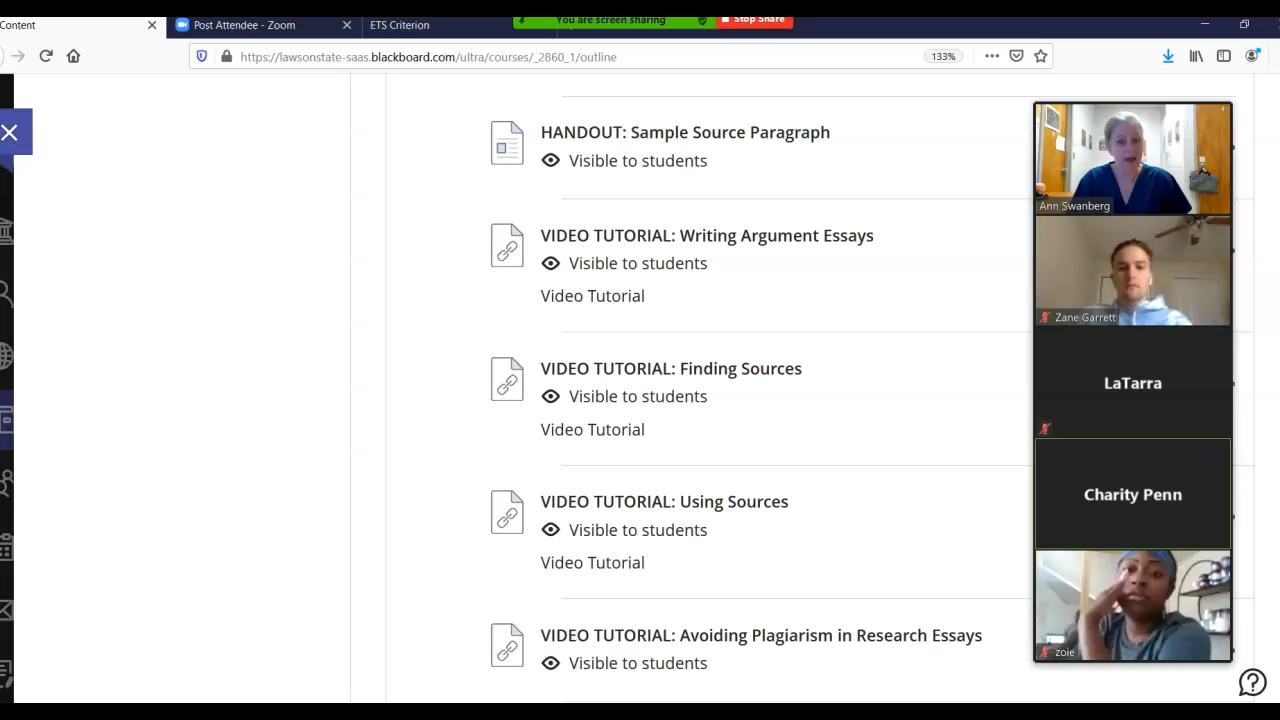 Content
Post Attendee - Zoom
ETS Criterion
You are screen sharing
Stop Share
https://lawsonstate-saas.blackboard.com/ultra/courses/_2860_1/outline
133%
HANDOUT: Sample Source Paragraph
Visible to students
VIDEO TUTORIAL: Writing Argument Essays
Visible to students
Video Tutorial
VIDEO TUTORIAL: Finding Sources
Visible to students
Video Tutorial
VIDEO TUTORIAL: Using Sources
Visible to students
Video Tutorial
VIDEO TUTORIAL: Avoiding Plagiarism in Research Essays
Visible to students
Ann Swanberg
Zane Garrett
LaTarra
Charity Penn
zoie